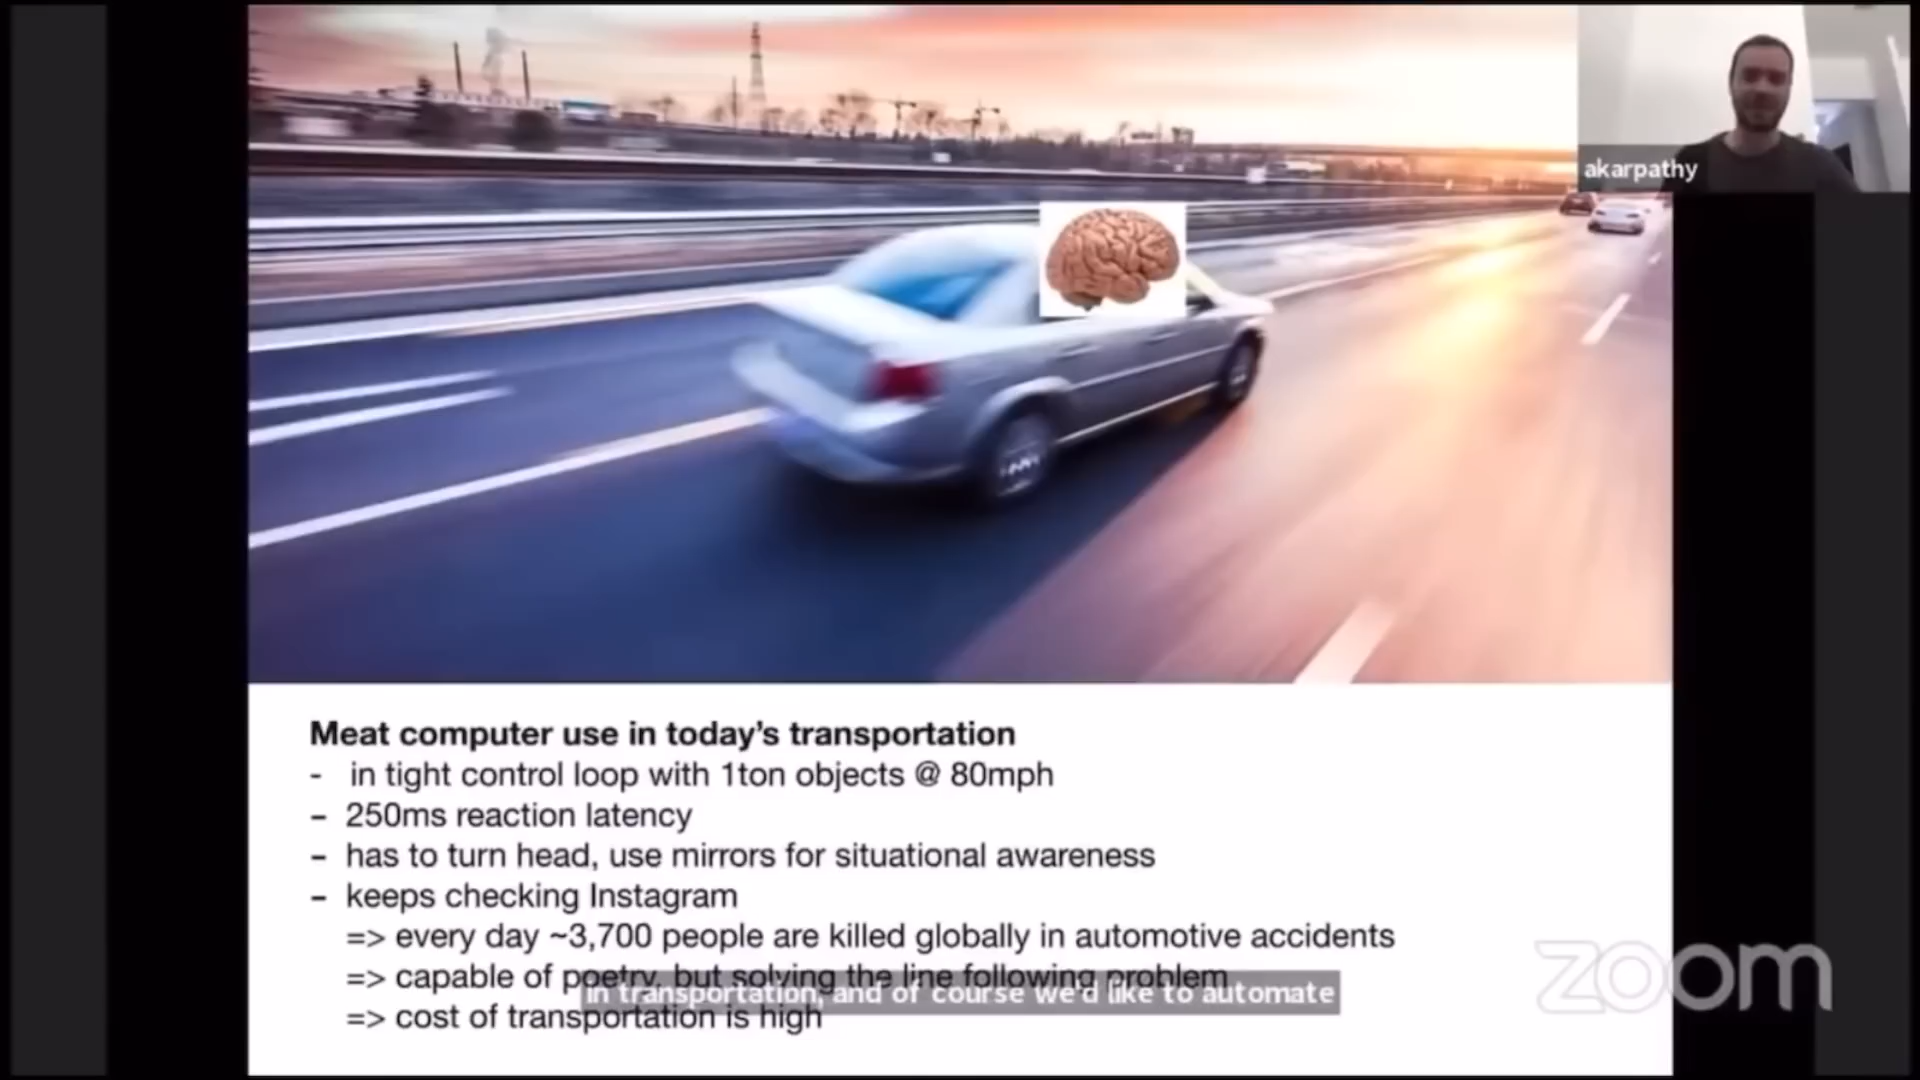 akarpathy
Meat computer use in today's transportation
- in tight control loop with 1ton objects @ 80mph
- 250ms reaction latency
- has to turn head, use mirrors for situational awareness
- keeps checking Instagram
=> every day ~3,700 people are killed globally in automotive accidents
=> capable of poetry, but solving the line following problem
in transportation, and of course we'd like to automate
=> cost of transportation is high
zoom